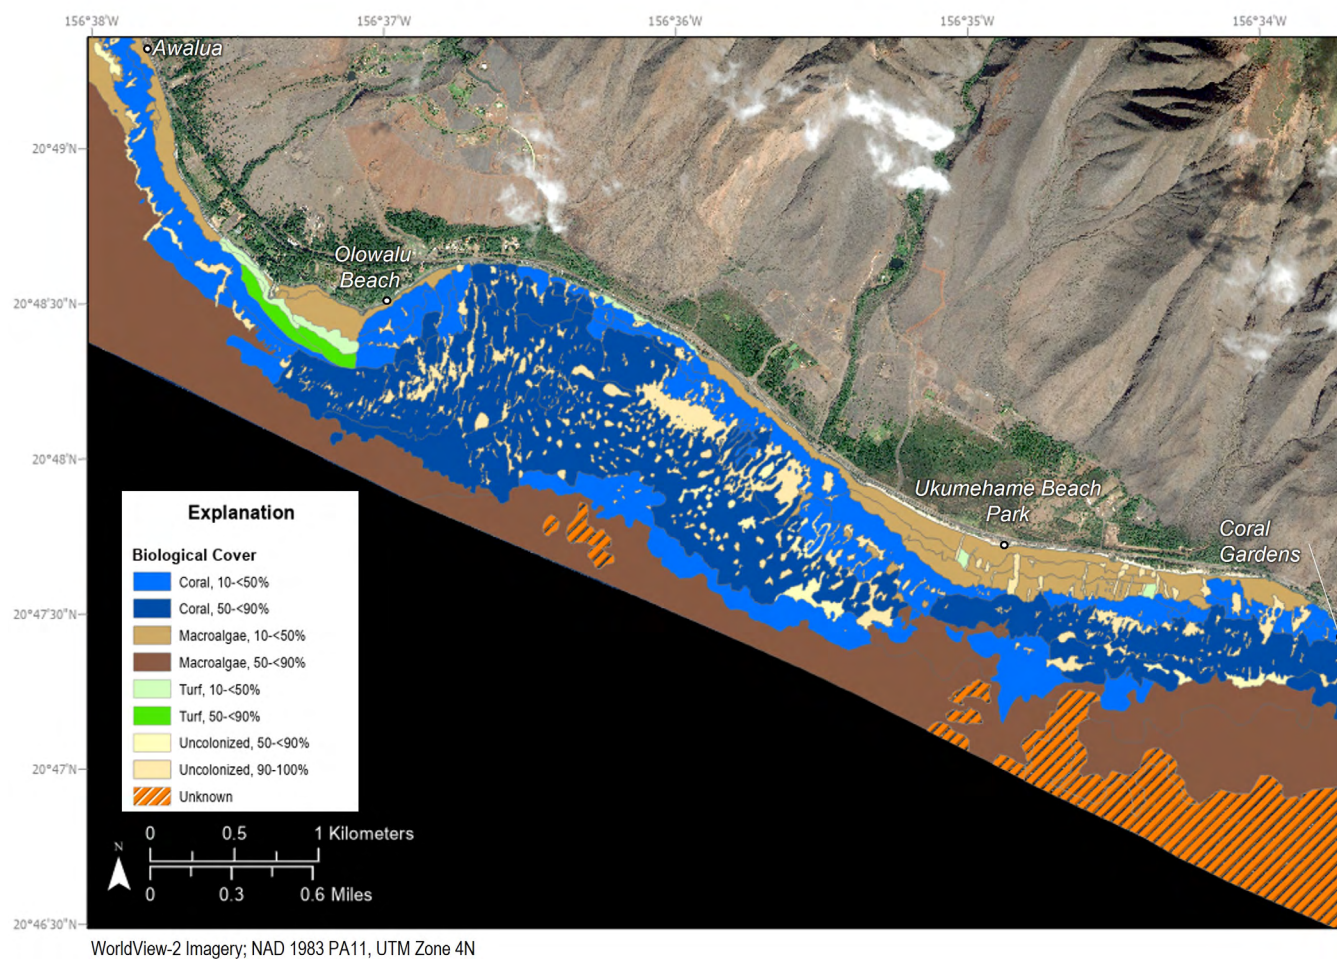 156°38'W 156°37'W 156°36'W 156°35'W 156°34'W
Awalua
20°49'N
Olowalu
Beach
20°48'30"N
20°48'N
Ukumehame Beach
Park
Coral
Gardens
Explanation
Biological Cover
Coral, 10-<50%
Coral, 50-<90%
Macroalgae, 10-<50%
Macroalgae, 50-<90%
Turf, 10-<50%
Turf, 50-<90%
Uncolonized, 50-<90%
Uncolonized, 90-100%
Unknown
20°47'30"N
20°47'N
0 0.5 1 Kilometers
N
0 0.3 0.6 Miles
20°46'30"N
WorldView-2 Imagery; NAD 1983 PA11, UTM Zone 4N